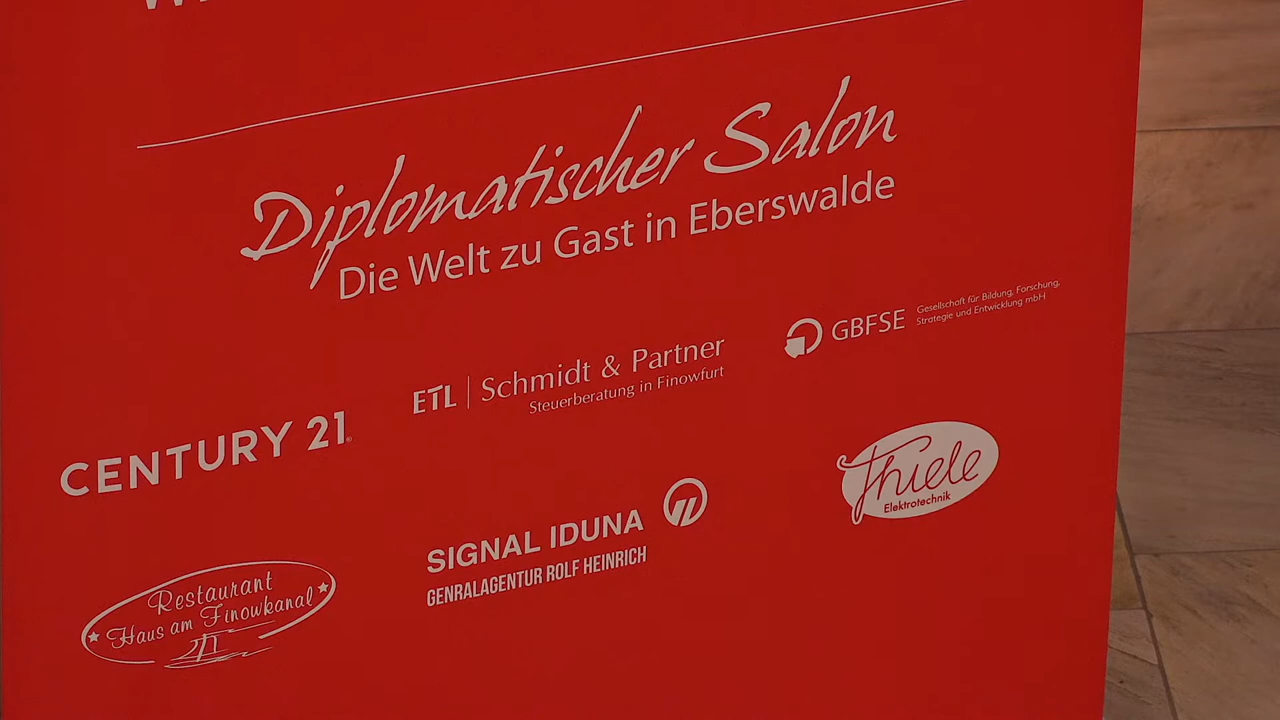 Diplomatischer Salon
Die Welt zu Gast in Eberswalde
CENTURY 21
ETL | Schmidt & Partner
Steuerberatung in Finowfurt
GBFSE
Gesellschaft für Bildung, Forschung,
Strategie und Entwicklung mbH
Restaurant
Haus am Finowkanal
SIGNAL IDUNA
GENRALAGENTUR ROLF HEINRICH
Thiele
Elektrotechnik